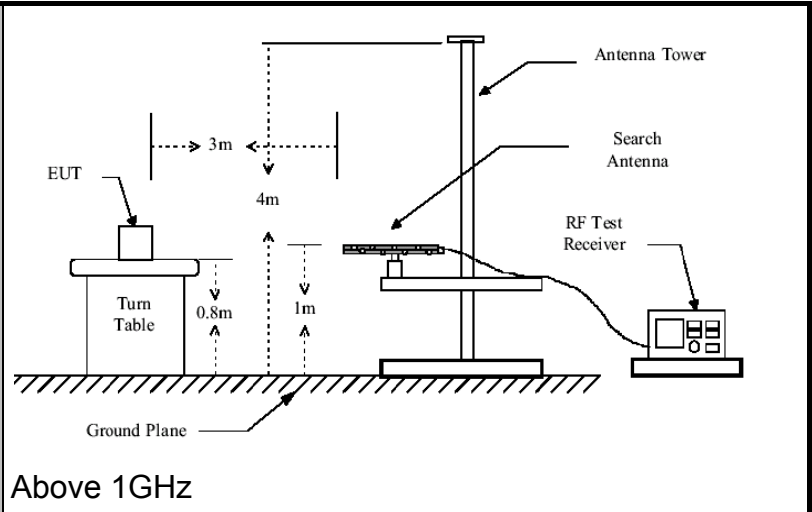 Antenna Tower
3m
Search
Antenna
EUT
4m
RF Test
Receiver
Turn
Table
0.8m
1m
Ground Plane
Above 1GHz